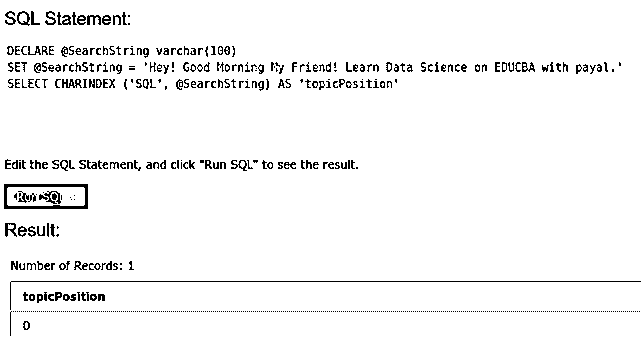 SQL Statement:
DECLARE @SearchString varchar(100)
SET @SearchString = 'Hey! Good Morning My Friend! Learn Data Science on EDUCBA with payal.'
SELECT CHARINDEX ('SQL', @SearchString) AS 'topicPosition'
Edit the SQL Statement, and click "Run SQL" to see the result.
Run SQL
Result:
Number of Records: 1
topicPosition
0